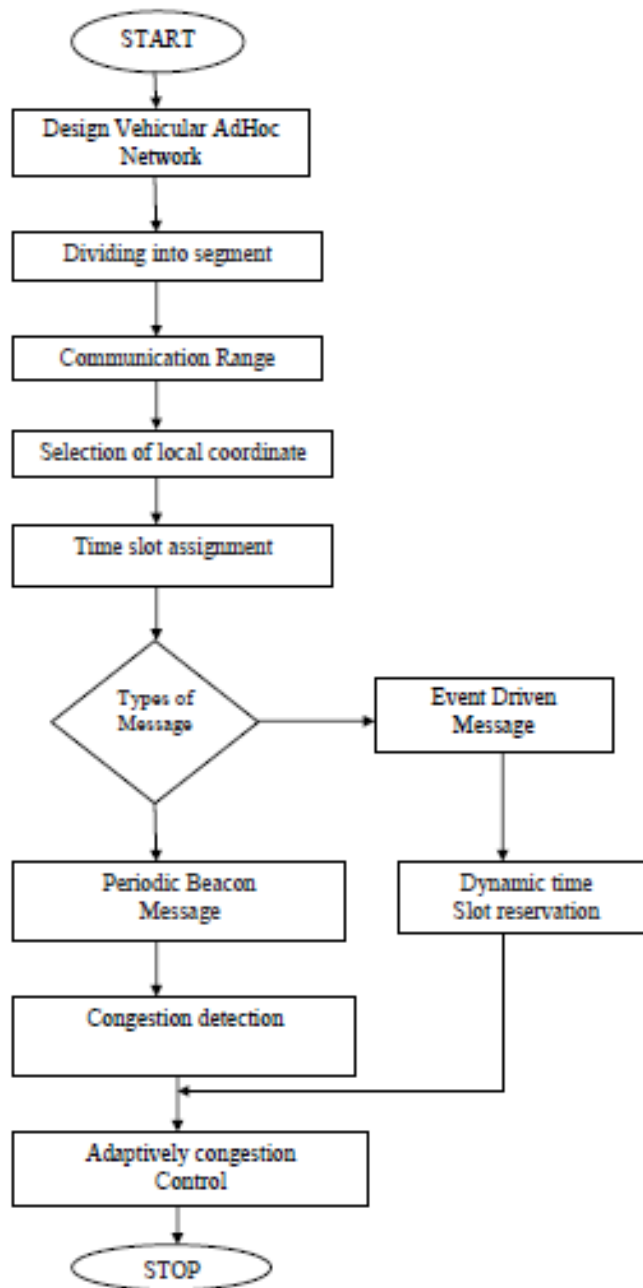 START
Design Vehicular AdHoc
Network
Dividing into segment
Communication Range
Selection of local coordinate
Time slot assignment
Types of
Message
Event Driven
Message
Periodic Beacon
Message
Dynamic time
Slot reservation
Congestion detection
Adaptively congestion
Control
STOP